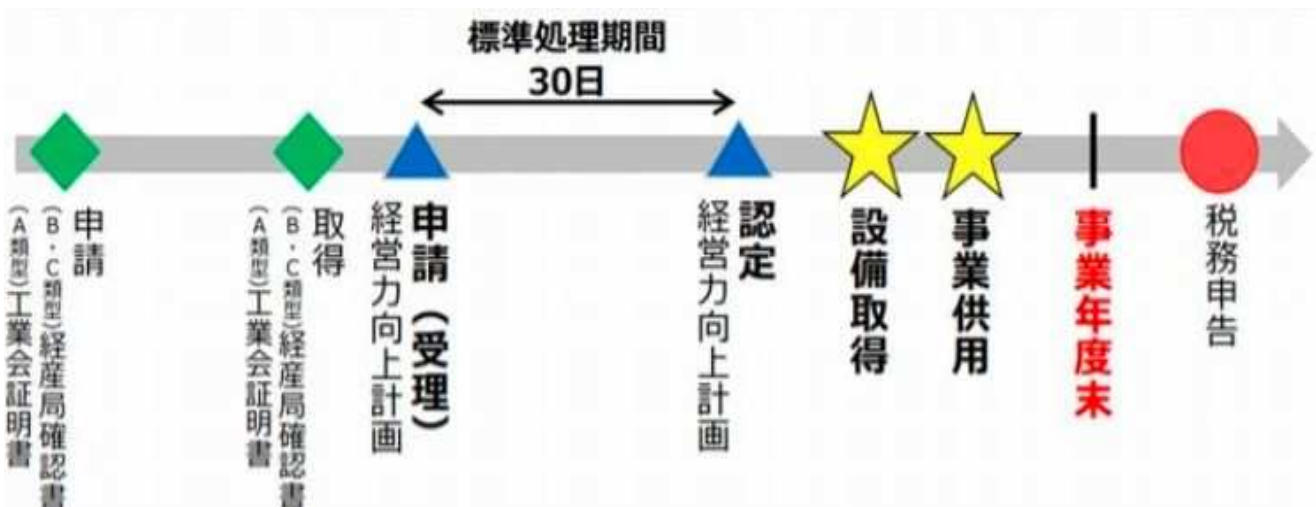 標準処理期間
30日
申請
(B・C類型)経産局確認書
(A類型)工業会証明書
取得
(B・C類型)経産局確認書
(A類型)工業会証明書
申請(受理)
経営力向上計画
認定
経営力向上計画
設備取得
事業供用
事業年度末
税務申告